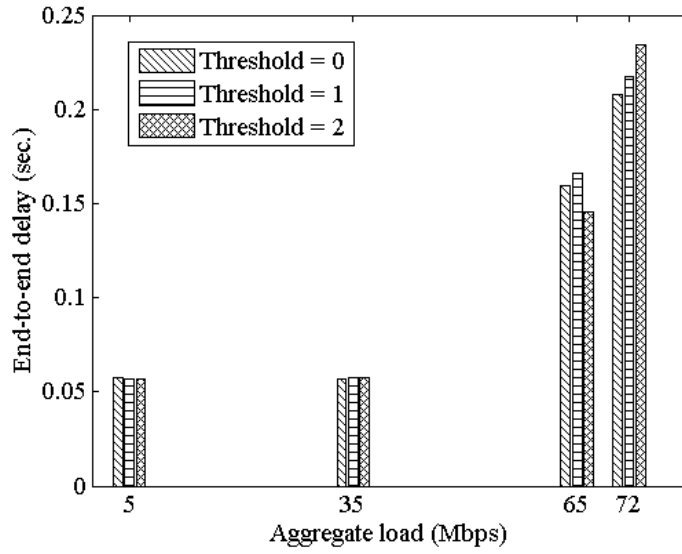 0.25
0.2
0.15
0.1
0.05
0
End-to-end delay (sec.)
Threshold = 0
Threshold = 1
Threshold = 2
5 35 65 72
Aggregate load (Mbps)